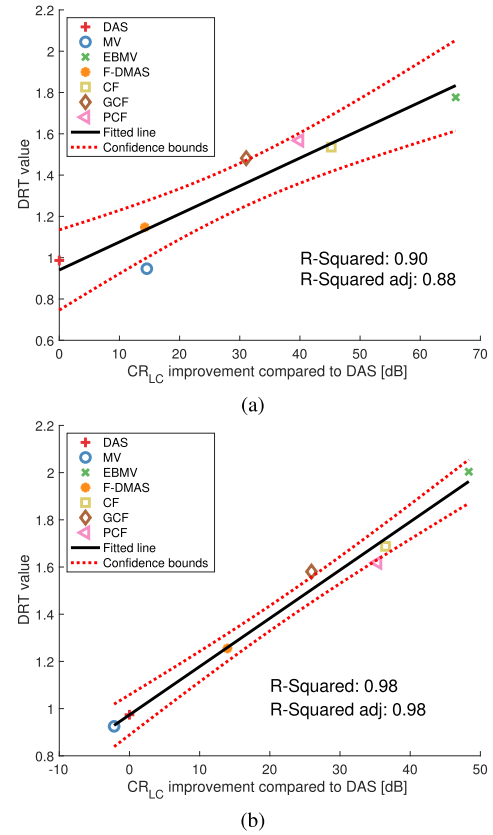 2.2
2
1.8
1.6
1.4
1.2
1
0.8
0.6
DRT value
DAS
MV
EBMV
F-DMAS
CF
GCF
PCF
Fitted line
Confidence bounds
R-Squared: 0.90
R-Squared adj: 0.88
0 10 20 30 40 50 60 70
CR_LC improvement compared to DAS [dB]
(a)
2.2
2
1.8
1.6
1.4
1.2
1
0.8
DRT value
DAS
MV
EBMV
F-DMAS
CF
GCF
PCF
Fitted line
Confidence bounds
R-Squared: 0.98
R-Squared adj: 0.98
-10 0 10 20 30 40 50
CR_LC improvement compared to DAS [dB]
(b)